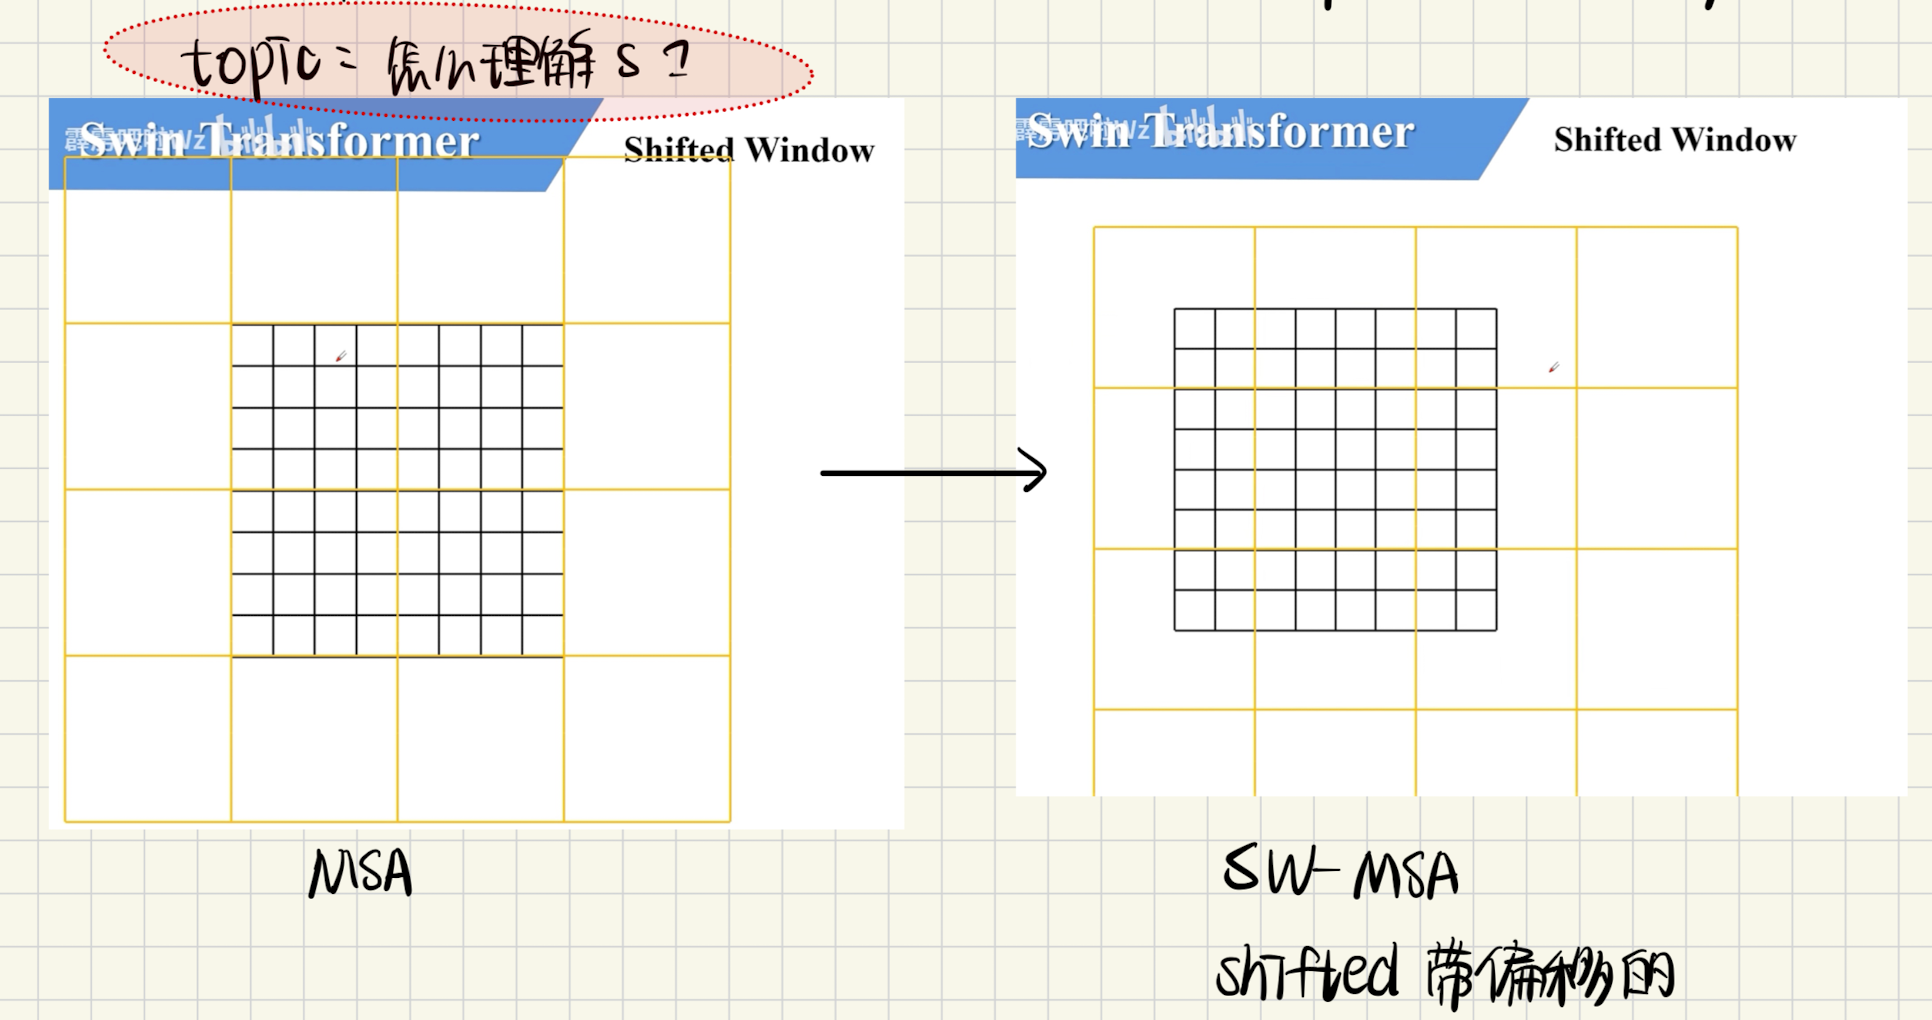 topic: 怎么理解 S?
Swin Transformer
Shifted Window
Swin Transformer
Shifted Window
MSA
SW-MSA
shifted 带偏移的